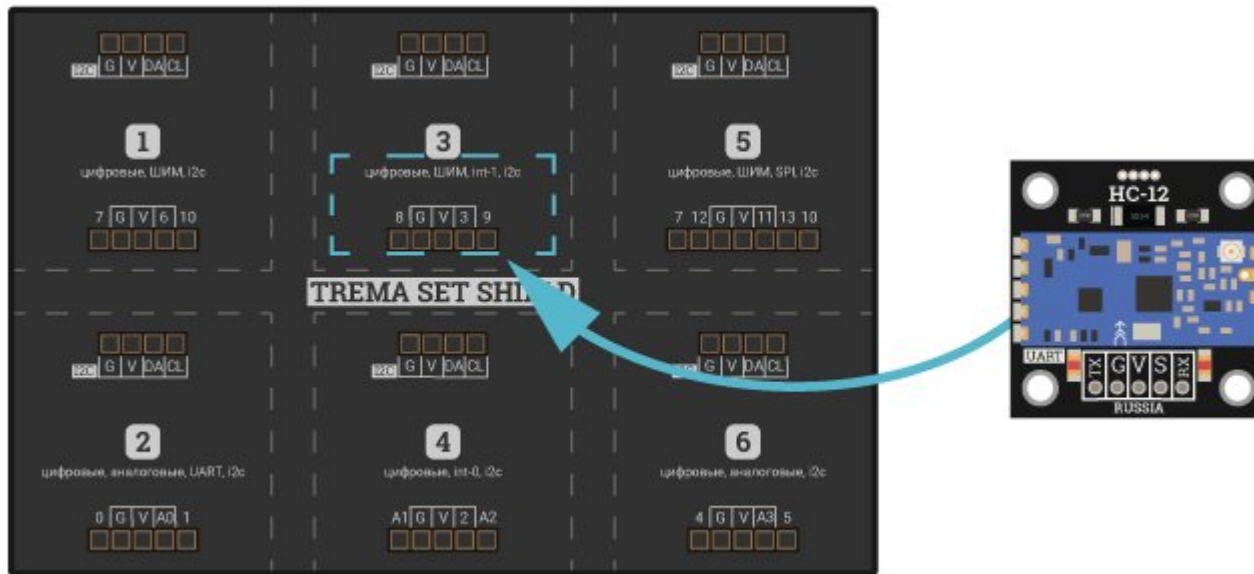 I2C G V DA CL
I2C G V DA CL
I2C G V DA CL
1
3
5
цифровые, ШИМ, i2c
цифровые, ШИМ, int-1, i2c
цифровые, ШИМ, SPI, i2c
7 G V 6 10
8 G V 3 9
7 12 G V 11 13 10
TREMA SET SHIELD
I2C G V DA CL
I2C G V DA CL
I2C G V DA CL
2
4
6
цифровые, аналоговые, UART, i2c
цифровые, int-0, i2c
цифровые, аналоговые, i2c
0 G V A0 1
A1 G V 2 A2
4 G V A3 5
HC-12
UART
TX G V S RX
RUSSIA